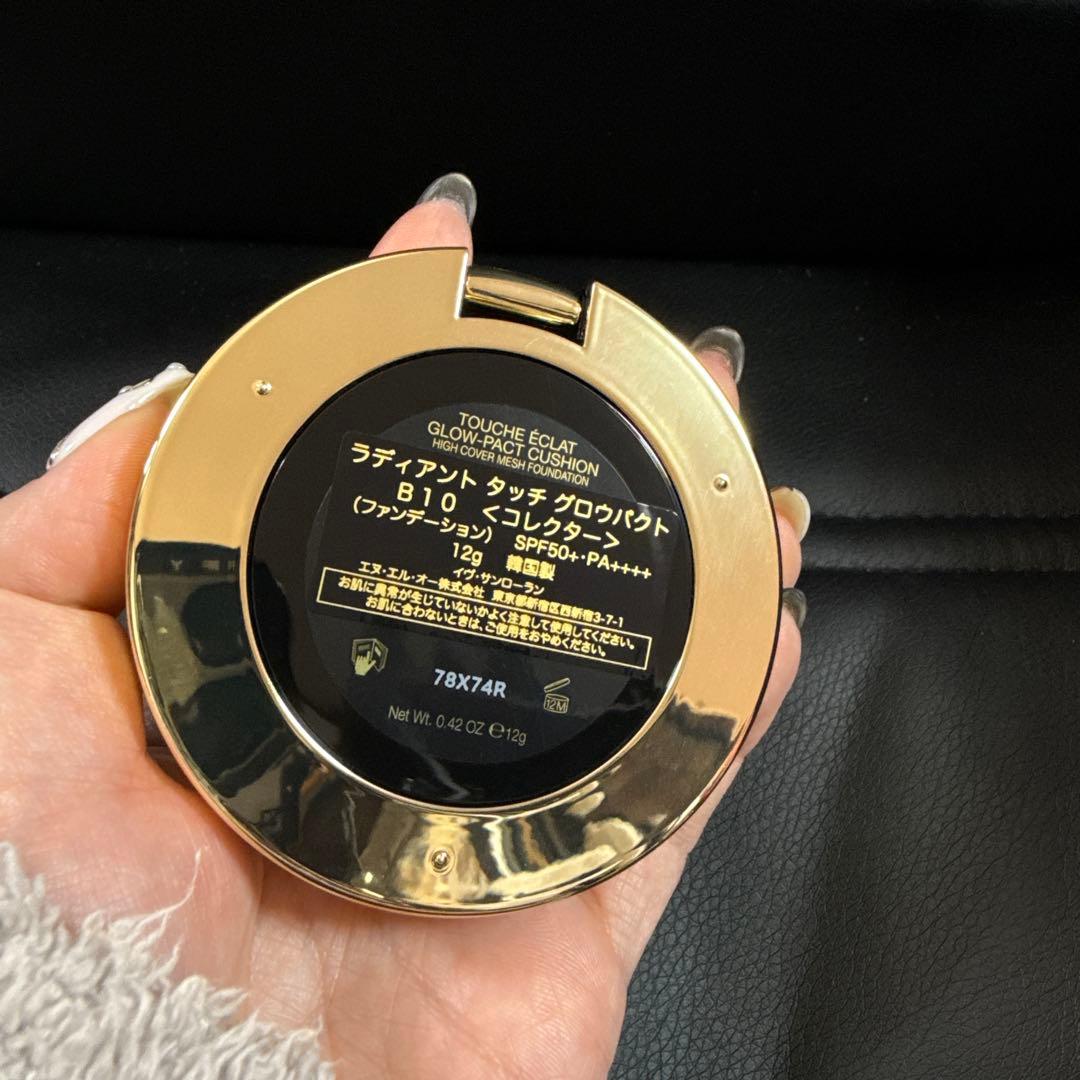 TOUCHE ÉCLAT
GLOW-PACT CUSHION
HIGH COVER MESH FOUNDATION
ラディアント タッチ グロウパクト
B10 <コレクター>
(ファンデーション) SPF50+・PA++++
12g 韓国製
イヴ・サンローラン
エヌ・エル・オー株式会社 東京都新宿区西新宿3-7-1
お肌に異常が生じていないかよく注意して使用してください。
お肌に合わないときは、ご使用をおやめください。
78X74R
12M
Net Wt. 0.42 OZ ℮12g